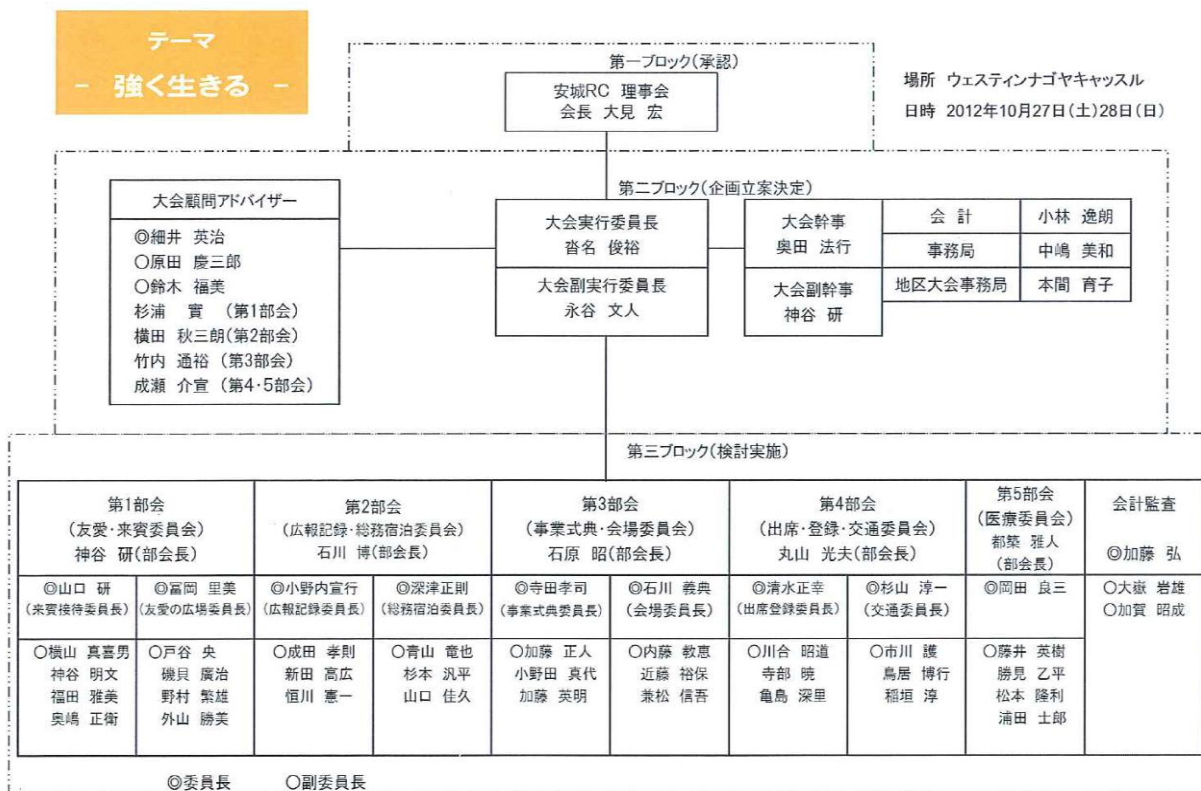 テーマ
- 強く生きる -
第一ブロック(承認)
安城RC 理事会
会長 大見 宏
場所 ウェスティンナゴヤキャッスル
日時 2012年10月27日(土)28日(日)
第二ブロック(企画立案決定)
大会顧問アドバイザー
◎細井 英治
○原田 慶三郎
○鈴木 福美
杉浦 實 (第1部会)
横田 秋三朗(第2部会)
竹内 通裕 (第3部会)
成瀬 介宣 (第4・5部会)
大会実行委員長
沓名 俊裕
大会副実行委員長
永谷 文人
大会幹事
奥田 法行
大会副幹事
神谷 研
会 計 小林 逸朗
事務局 中嶋 美和
地区大会事務局 本間 育子
第三ブロック(検討実施)
第1部会
(友愛・来賓委員会)
神谷 研(部会長)
◎山口 研
(来賓接待委員長)
○横山 真喜男
神谷 明文
福田 雅美
奥嶋 正衛
◎冨岡 里美
(友愛の広場委員長)
○戸谷 央
磯貝 廣治
野村 繁雄
外山 勝美
第2部会
(広報記録・総務宿泊委員会)
石川 博(部会長)
◎小野内宣行
(広報記録委員長)
○成田 孝則
新田 高広
恒川 憲一
◎深津正則
(総務宿泊委員長)
○青山 竜也
杉本 汎平
山口 佳久
第3部会
(事業式典・会場委員会)
石原 昭(部会長)
◎寺田孝司
(事業式典委員長)
○加藤 正人
小野田 真代
加藤 英明
◎石川 義典
(会場委員長)
○内藤 教恵
近藤 裕保
兼松 信吾
第4部会
(出席・登録・交通委員会)
丸山 光夫(部会長)
◎清水正幸
(出席登録委員長)
○川合 昭道
寺部 暁
亀島 深里
◎杉山 淳一
(交通委員長)
○市川 護
鳥居 博行
稲垣 淳
第5部会
(医療委員会)
都築 雅人
(部会長)
◎岡田 良三
○藤井 英樹
勝見 乙平
松本 隆利
浦田 士郎
会計監査
◎加藤 弘
○大嶽 岩雄
○加賀 昭成
◎委員長 ○副委員長